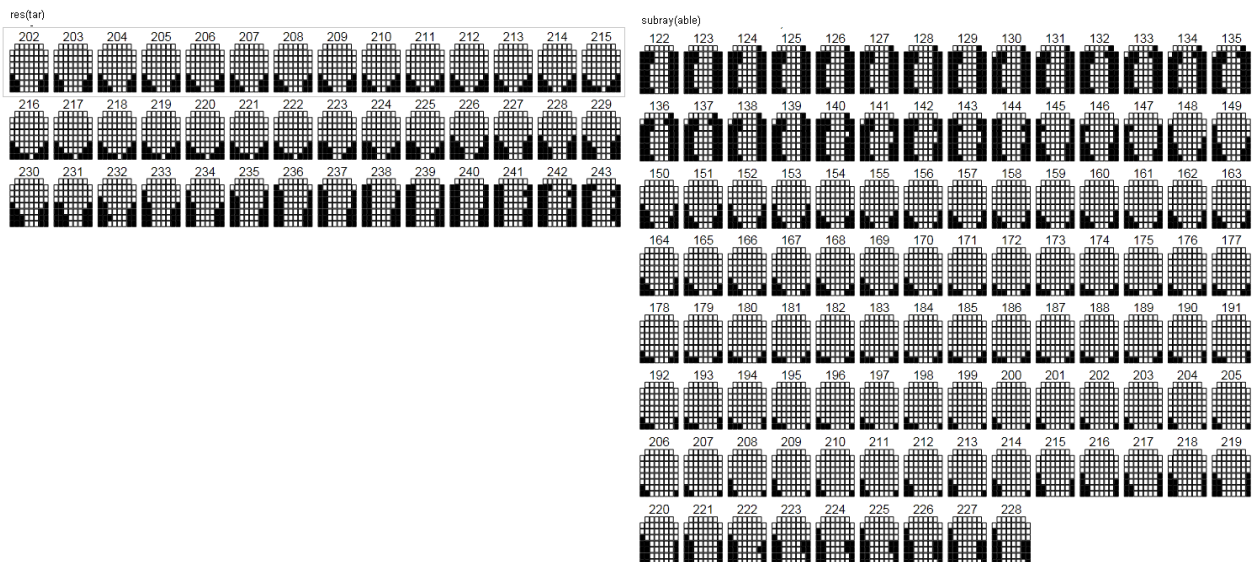 res(tar)
202 203 204 205 206 207 208 209 210 211 212 213 214 215
216 217 218 219 220 221 222 223 224 225 226 227 228 229
230 231 232 233 234 235 236 237 238 239 240 241 242 243
subray(able)
122 123 124 125 126 127 128 129 130 131 132 133 134 135
136 137 138 139 140 141 142 143 144 145 146 147 148 149
150 151 152 153 154 155 156 157 158 159 160 161 162 163
164 165 166 167 168 169 170 171 172 173 174 175 176 177
178 179 180 181 182 183 184 185 186 187 188 189 190 191
192 193 194 195 196 197 198 199 200 201 202 203 204 205
206 207 208 209 210 211 212 213 214 215 216 217 218 219
220 221 222 223 224 225 226 227 228